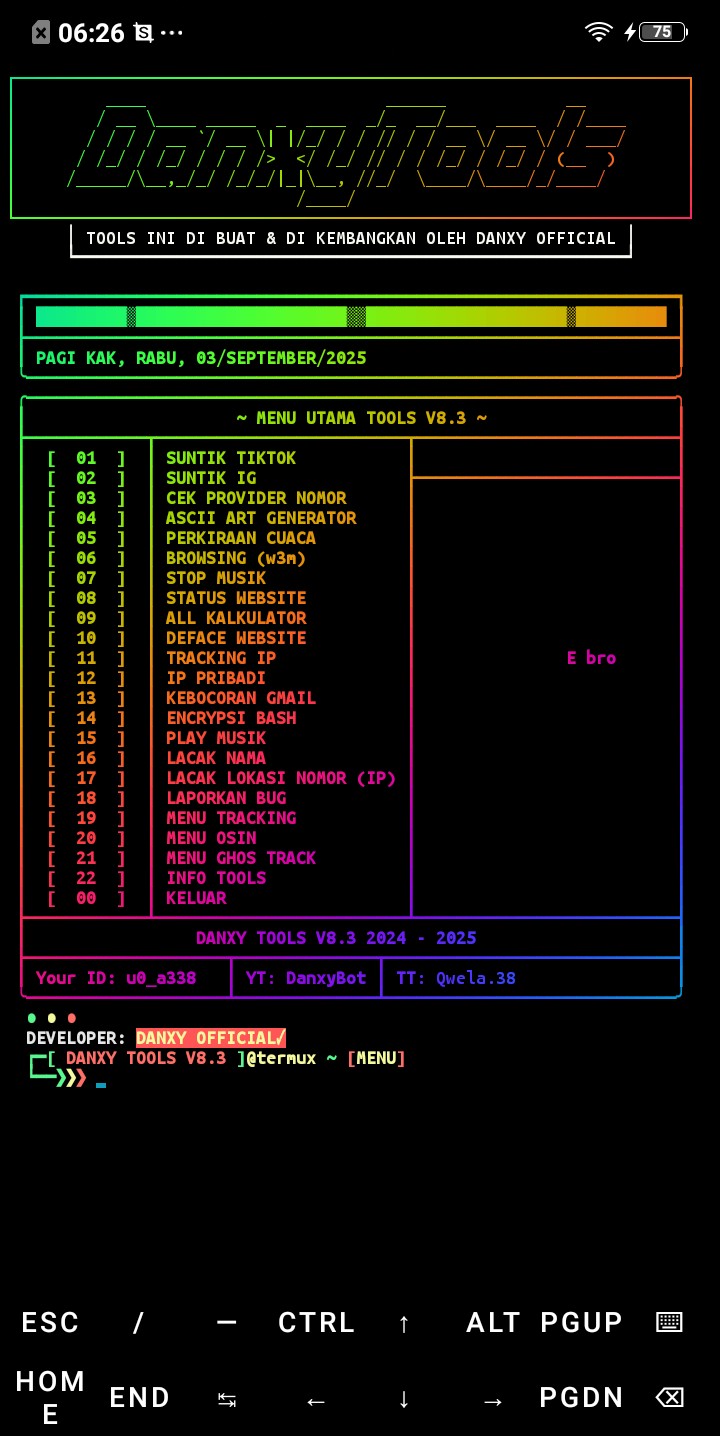 06:26
75
DanxyTools
TOOLS INI DI BUAT & DI KEMBANGKAN OLEH DANXY OFFICIAL
PAGI KAK, RABU, 03/SEPTEMBER/2025
~ MENU UTAMA TOOLS V8.3 ~
[ 01 ] SUNTIK TIKTOK
[ 02 ] SUNTIK IG
[ 03 ] CEK PROVIDER NOMOR
[ 04 ] ASCII ART GENERATOR
[ 05 ] PERKIRAAN CUACA
[ 06 ] BROWSING (w3m)
[ 07 ] STOP MUSIK
[ 08 ] STATUS WEBSITE
[ 09 ] ALL KALKULATOR
[ 10 ] DEFACE WEBSITE
[ 11 ] TRACKING IP E bro
[ 12 ] IP PRIBADI
[ 13 ] KEBOCORAN GMAIL
[ 14 ] ENCRYPSI BASH
[ 15 ] PLAY MUSIK
[ 16 ] LACAK NAMA
[ 17 ] LACAK LOKASI NOMOR (IP)
[ 18 ] LAPORKAN BUG
[ 19 ] MENU TRACKING
[ 20 ] MENU OSIN
[ 21 ] MENU GHOS TRACK
[ 22 ] INFO TOOLS
[ 00 ] KELUAR
DANXY TOOLS V8.3 2024 - 2025
Your ID: u0_a338 YT: DanxyBot TT: Qwela.38
DEVELOPER: DANXY OFFICIAL✓
[ DANXY TOOLS V8.3 ]@termux ~ [MENU]
❯❯❯ _
ESC / — CTRL ↑ ALT PGUP
HOME END ↹ ← ↓ → PGDN